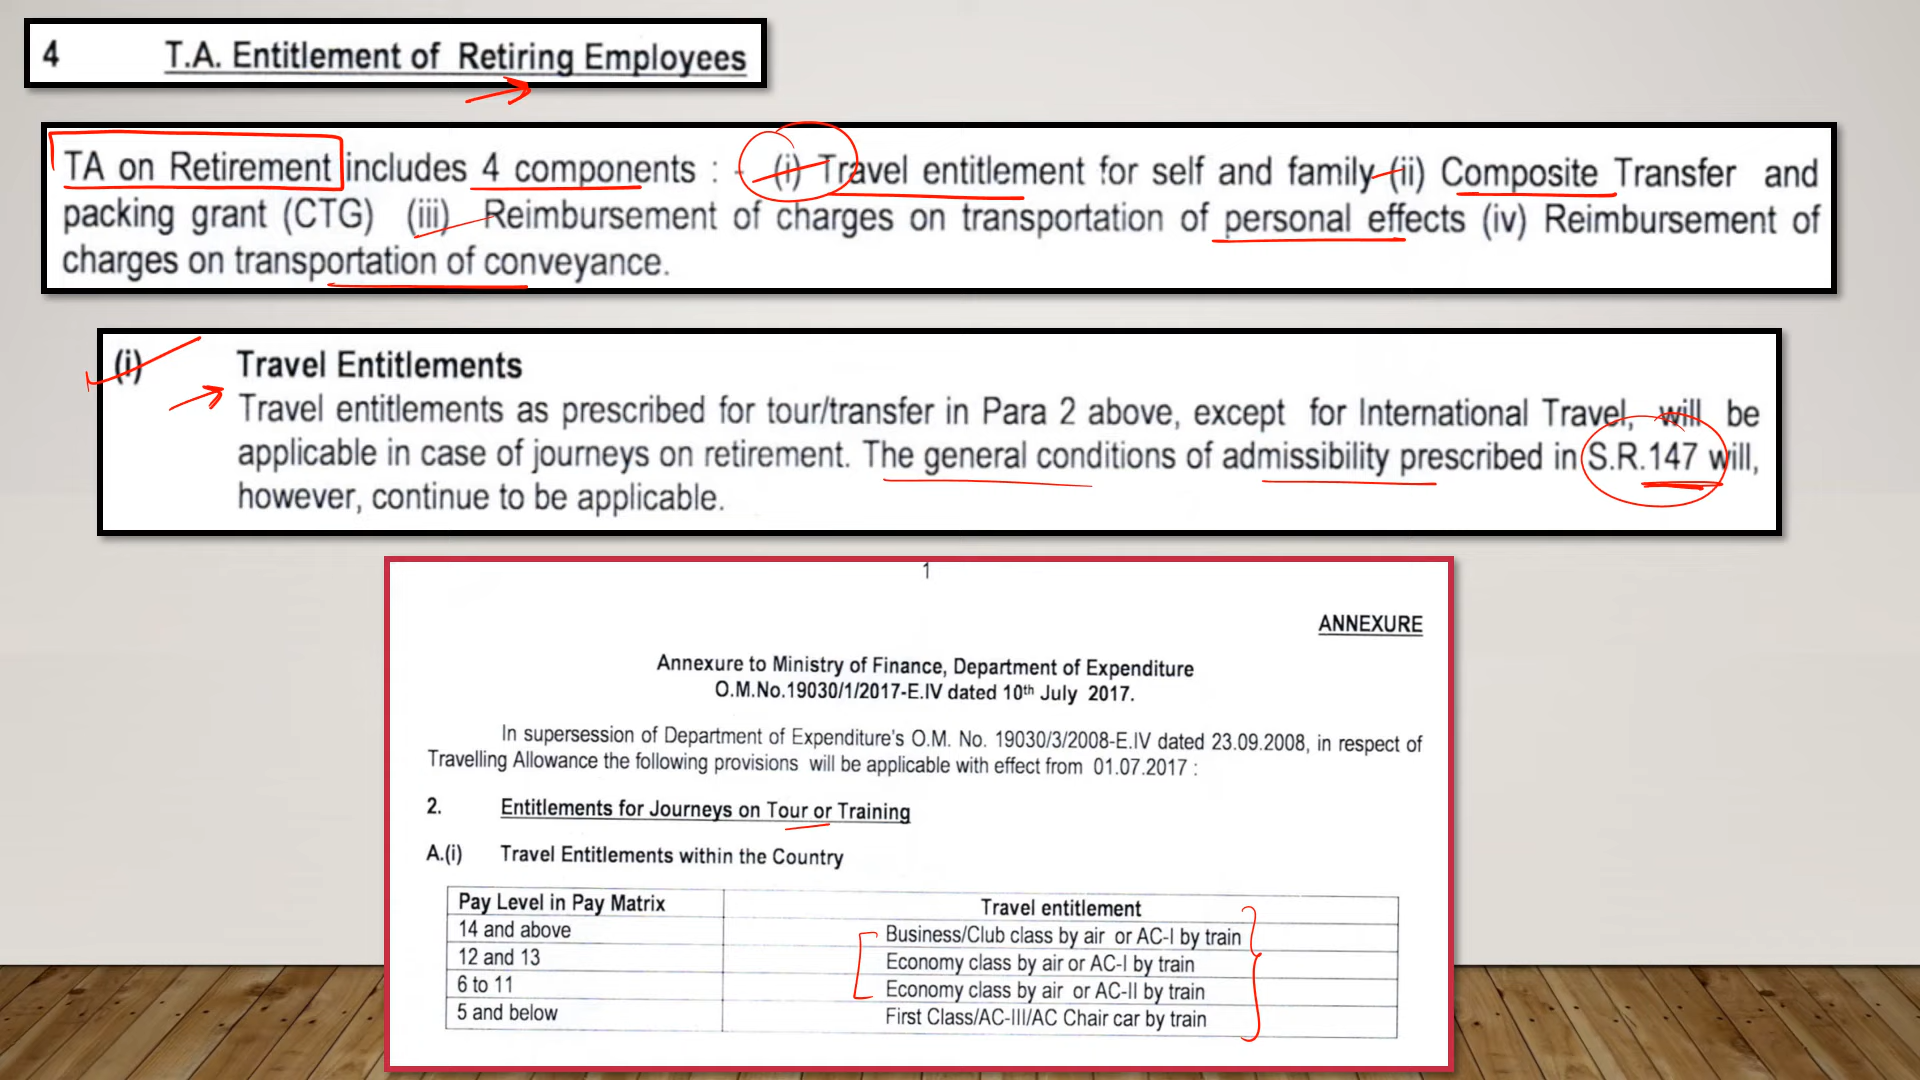 4 T.A. Entitlement of Retiring Employees
TA on Retirement includes 4 components : - (i) Travel entitlement for self and family (ii) Composite Transfer and
packing grant (CTG) (iii) Reimbursement of charges on transportation of personal effects (iv) Reimbursement of
charges on transportation of conveyance.
(i) Travel Entitlements
Travel entitlements as prescribed for tour/transfer in Para 2 above, except for International Travel, will be
applicable in case of journeys on retirement. The general conditions of admissibility prescribed in S.R.147 will,
however, continue to be applicable.
1
ANNEXURE
Annexure to Ministry of Finance, Department of Expenditure
O.M.No.19030/1/2017-E.IV dated 10th July 2017.
In supersession of Department of Expenditure's O.M. No. 19030/3/2008-E.IV dated 23.09.2008, in respect of
Travelling Allowance the following provisions will be applicable with effect from 01.07.2017 :
2. Entitlements for Journeys on Tour or Training
A.(i) Travel Entitlements within the Country
Pay Level in Pay Matrix Travel entitlement
14 and above Business/Club class by air or AC-I by train
12 and 13 Economy class by air or AC-I by train
6 to 11 Economy class by air or AC-II by train
5 and below First Class/AC-III/AC Chair car by train